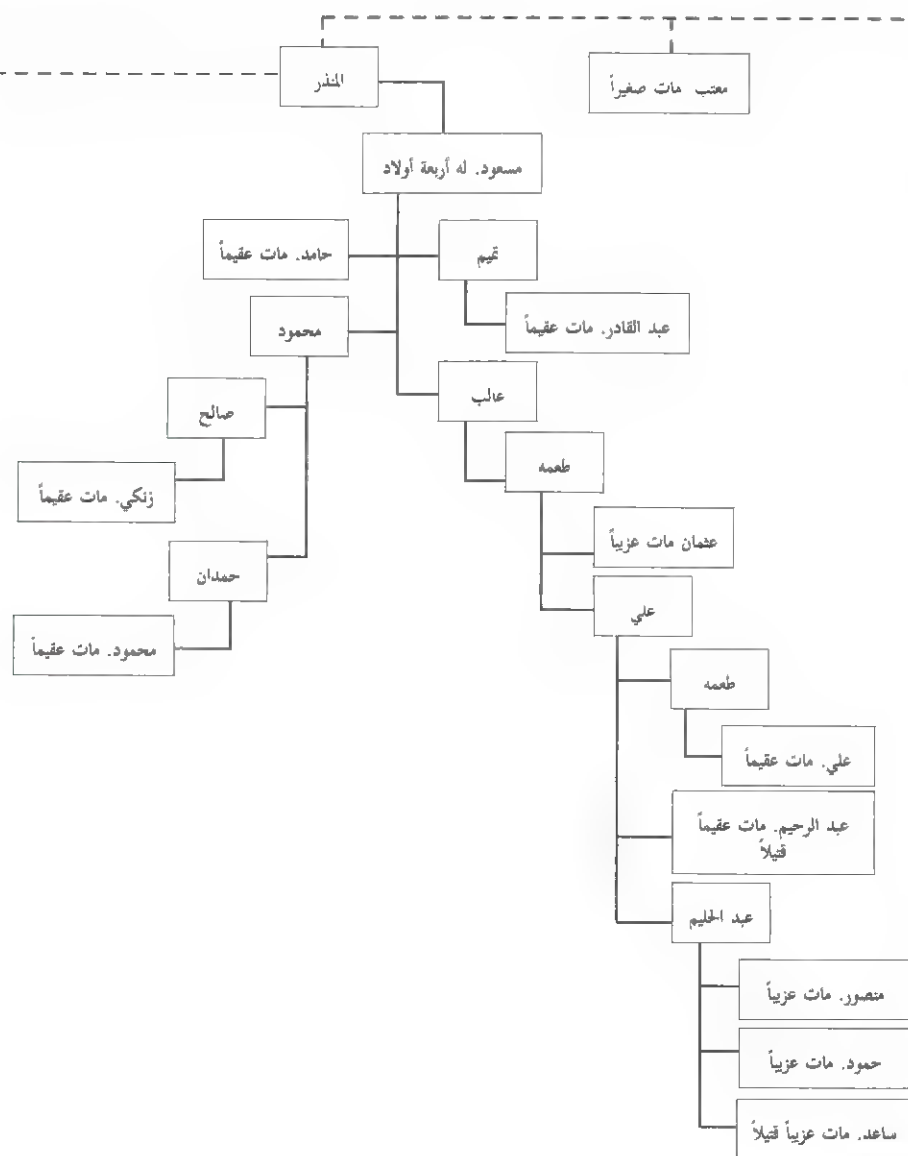 معتب مات صغيراً
المنذر
مسعود. له أربعة أولاد
تميم
حامد. مات عقيماً
عبد القادر. مات عقيماً
محمود
غالب
صالح
طعمه
زنكي. مات عقيماً
عثمان مات عزيباً
حمدان
علي
محمود. مات عقيماً
طعمه
علي. مات عقيماً
عبد الرحيم. مات عقيماً
قتيلاً
عبد الحليم
منصور. مات عزيباً
حمود. مات عزيباً
ساعد. مات عزيباً قتيلاً